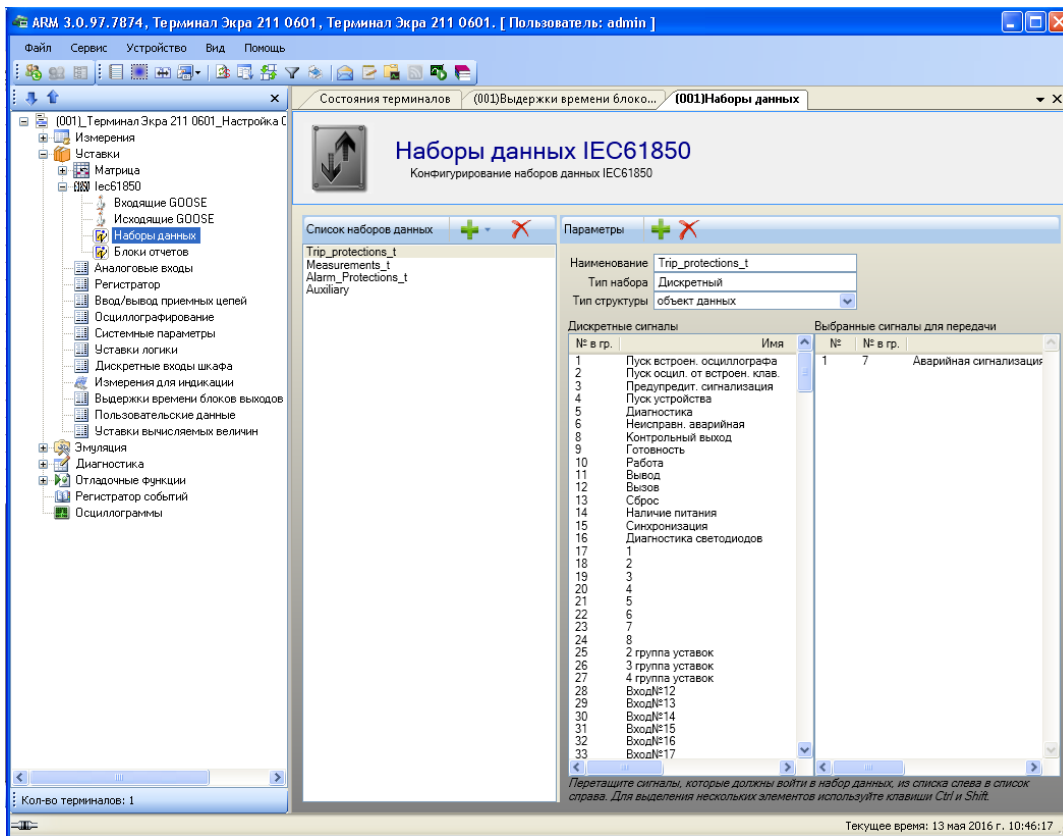 ARM 3.0.97.7874, Терминал Экра 211 0601, Терминал Экра 211 0601. [ Пользователь: admin ]
Файл Сервис Устройство Вид Помощь
Состояния терминалов
(001)Выдержки времени блоко...
(001)Наборы данных
(001)_Терминал Экра 211 0601_Настройка
Измерения
Уставки
Матрица
Iec61850
Входящие GOOSE
Исходящие GOOSE
Наборы данных
Блоки отчетов
Аналоговые входы
Регистратор
Ввод/вывод приемных цепей
Осциллографирование
Системные параметры
Уставки логики
Дискретные входы шкафа
Измерения для индикации
Выдержки времени блоков выходов
Пользовательские данные
Уставки вычисляемых величин
Эмуляция
Диагностика
Отладочные функции
Регистратор событий
Осциллограммы
Кол-во терминалов: 1
Наборы данных IEC61850
Конфигурирование наборов данных IEC61850
Список наборов данных
Trip_protections_t
Measurements_t
Alarm_Protections_t
Auxiliary
Параметры
Наименование Trip_protections_t
Тип набора Дискретный
Тип структуры объект данных
Дискретные сигналы
№ в гр. Имя
1 Пуск встроен. осциллографа
2 Пуск осцил. от встроен. клав.
3 Предупредит. сигнализация
4 Пуск устройства
5 Диагностика
6 Неисправн. аварийная
8 Контрольный выход
9 Готовность
10 Работа
11 Вывод
12 Вызов
13 Сброс
14 Наличие питания
15 Синхронизация
16 Диагностика светодиодов
17 1
18 2
19 3
20 4
21 5
22 6
23 7
24 8
25 2 группа уставок
26 3 группа уставок
27 4 группа уставок
28 Вход№12
29 Вход№13
30 Вход№14
31 Вход№15
32 Вход№16
33 Вход№17
Выбранные сигналы для передачи
№ № в гр.
1 7 Аварийная сигнализация
Перетащите сигналы, которые должны войти в набор данных, из списка слева в список
справа. Для выделения нескольких элементов используйте клавиши Ctrl и Shift.
Текущее время: 13 мая 2016 г. 10:46:17